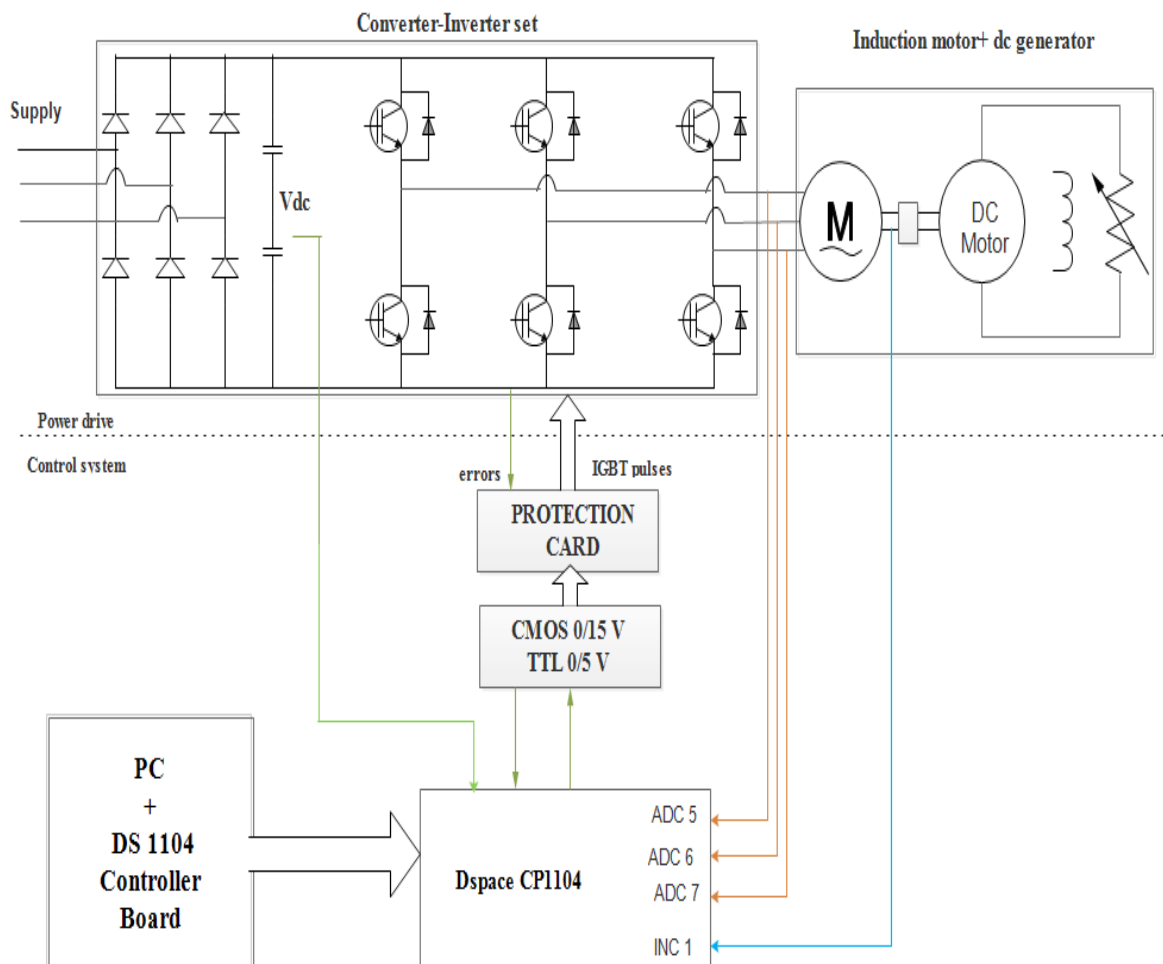 Converter-Inverter set
Induction motor+ dc generator
Supply
Vdc
M
DC
Motor
Power drive
Control system
errors
IGBT pulses
PROTECTION
CARD
CMOS 0/15 V
TTL 0/5 V
PC
+
DS 1104
Controller
Board
Dspace CP1104
ADC 5
ADC 6
ADC 7
INC 1